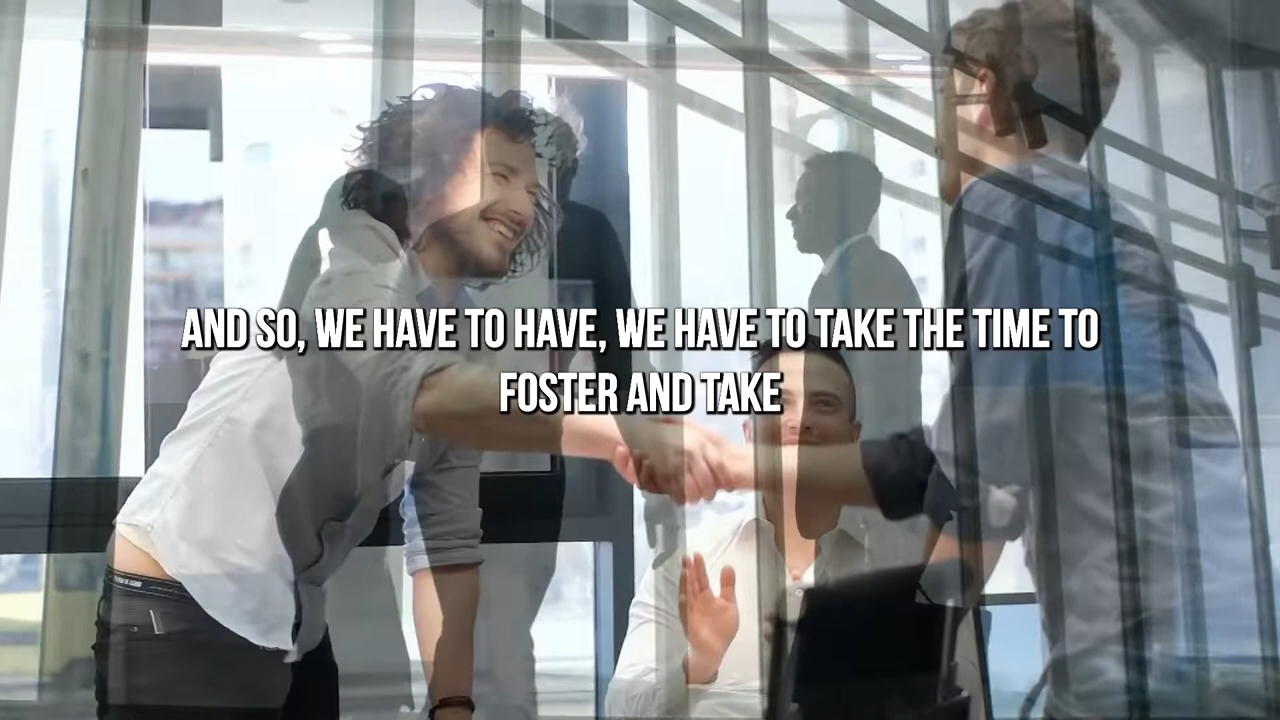 AND SO, WE HAVE TO HAVE, WE HAVE TO TAKE THE TIME TO
FOSTER AND TAKE